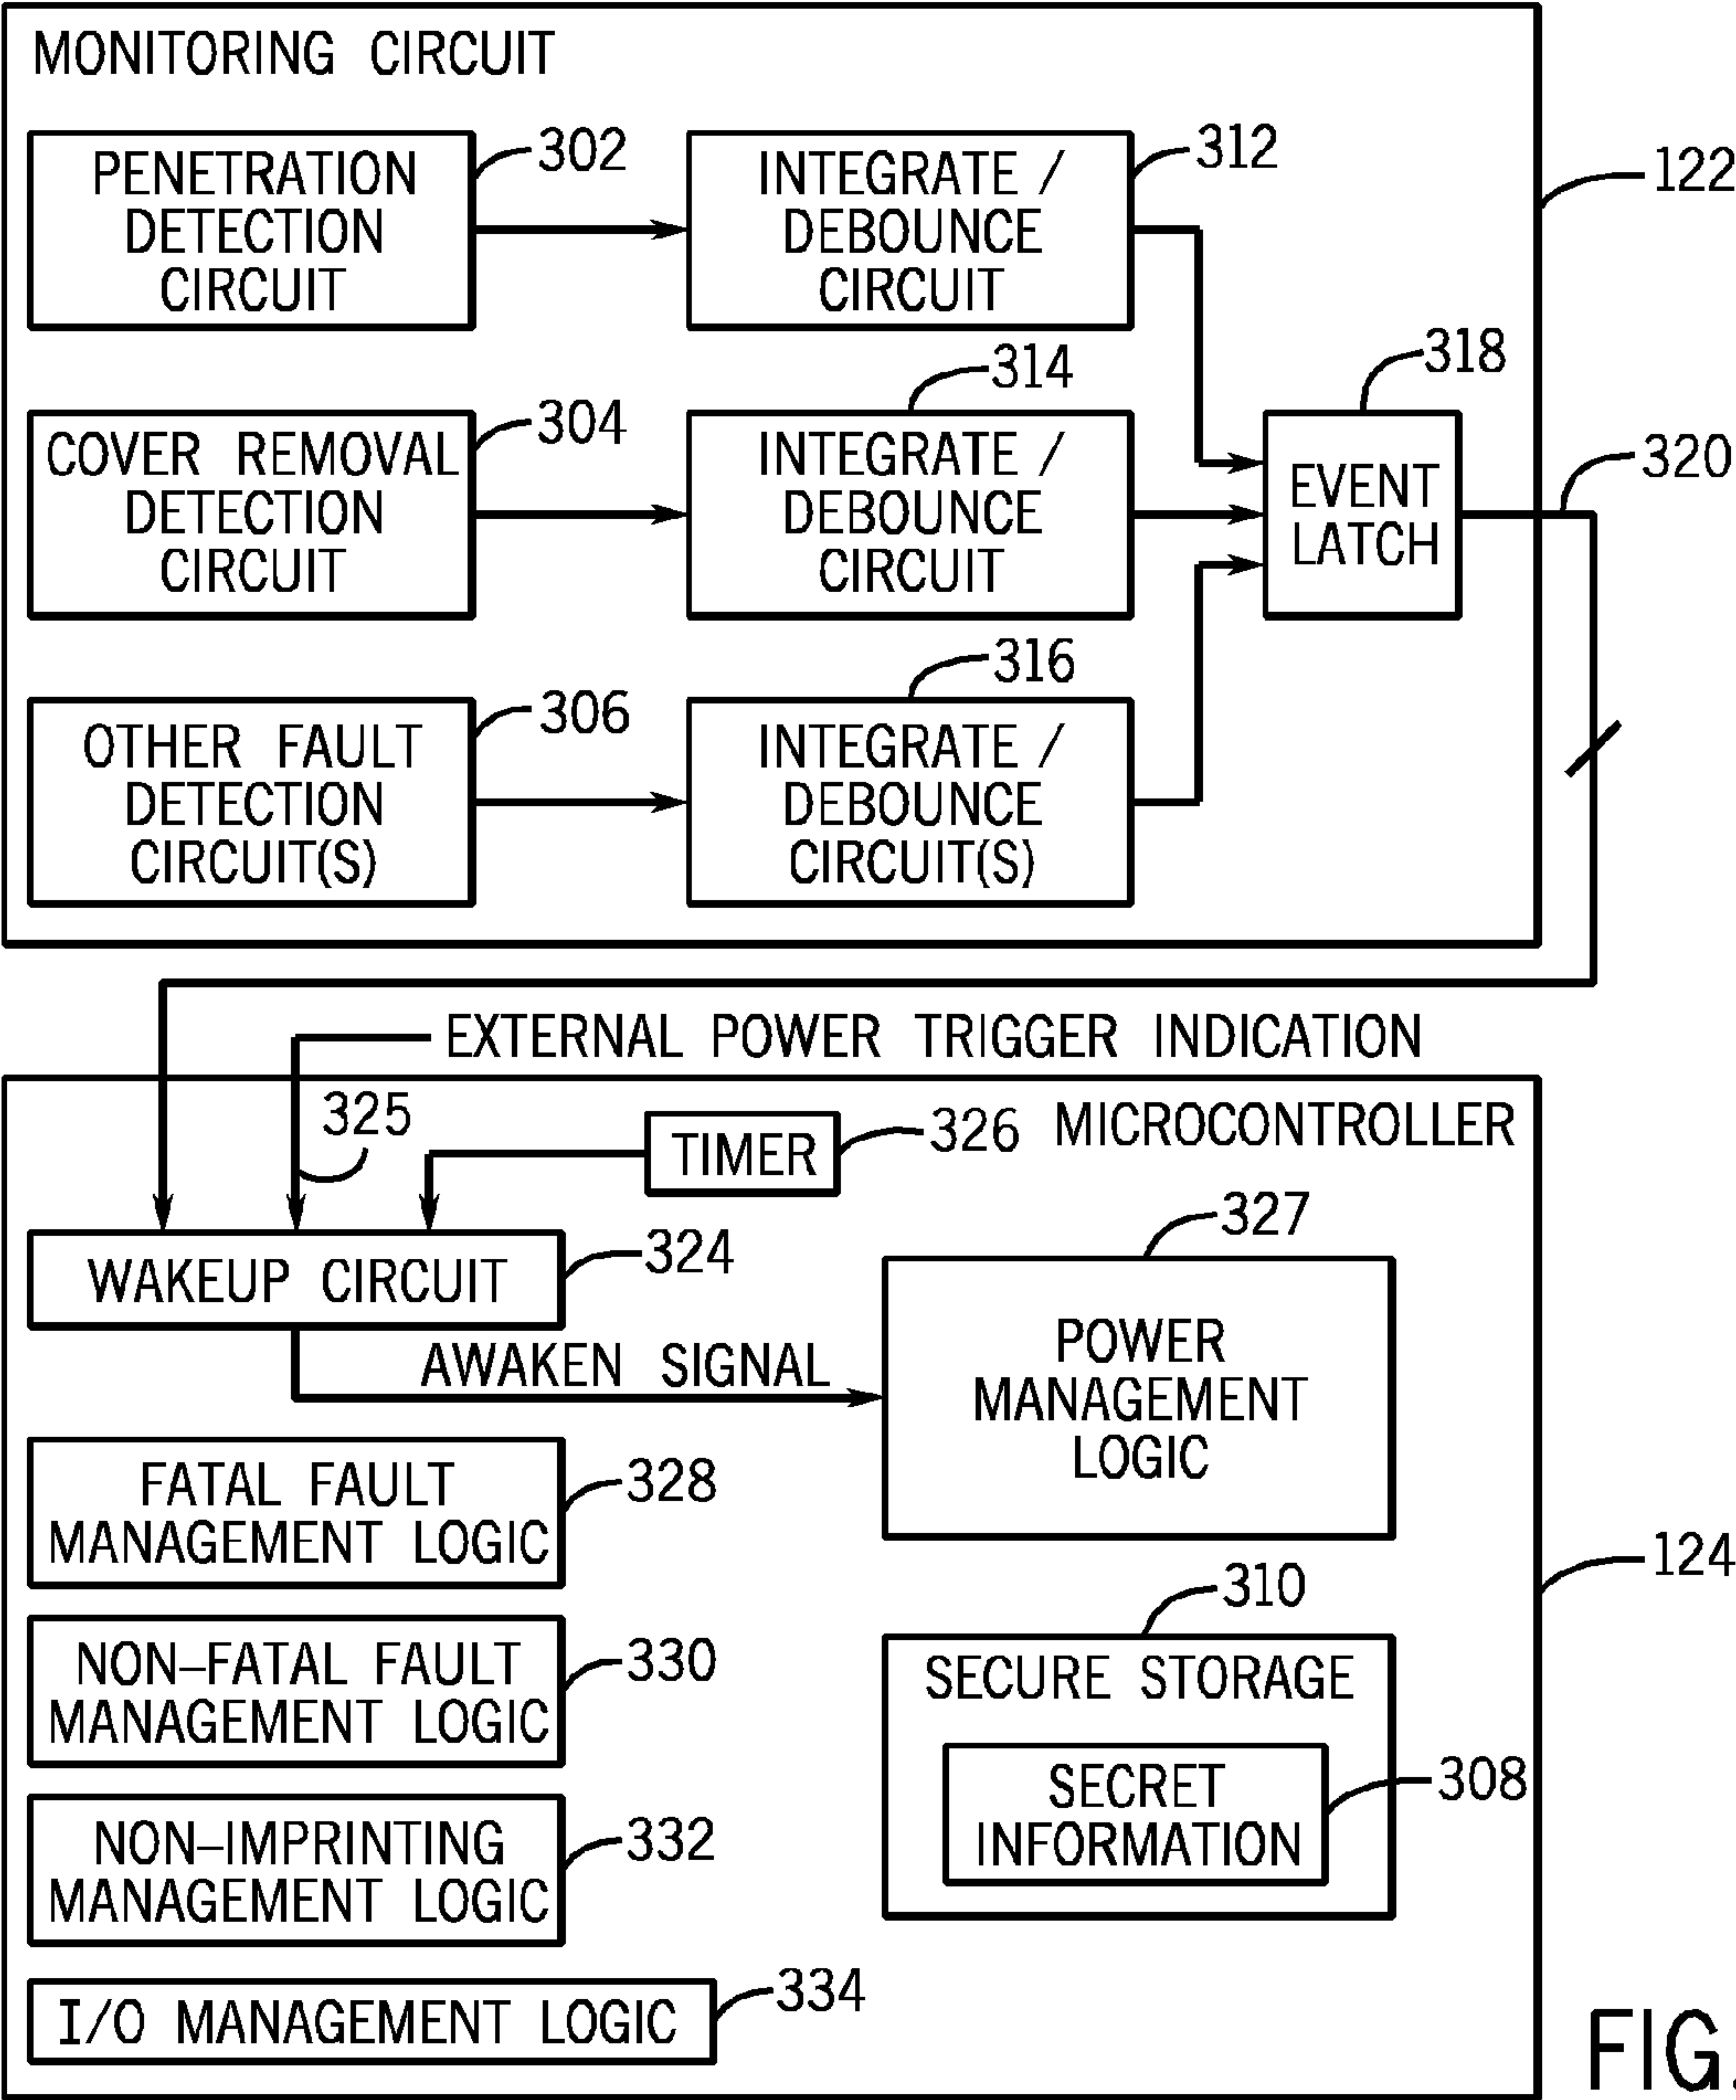 MONITORING CIRCUIT
PENETRATION
DETECTION
CIRCUIT
302
INTEGRATE /
DEBOUNCE
CIRCUIT
312
122
COVER REMOVAL
DETECTION
CIRCUIT
304
INTEGRATE /
DEBOUNCE
CIRCUIT
314
EVENT
LATCH
318
320
OTHER FAULT
DETECTION
CIRCUIT(S)
306
INTEGRATE /
DEBOUNCE
CIRCUIT(S)
316
EXTERNAL POWER TRIGGER INDICATION
325
TIMER
326
MICROCONTROLLER
WAKEUP CIRCUIT
324
327
AWAKEN SIGNAL
POWER
MANAGEMENT
LOGIC
FATAL FAULT
MANAGEMENT LOGIC
328
124
NON–FATAL FAULT
MANAGEMENT LOGIC
330
310
SECURE STORAGE
SECRET
INFORMATION
308
NON–IMPRINTING
MANAGEMENT LOGIC
332
I/O MANAGEMENT LOGIC
334
FIG.